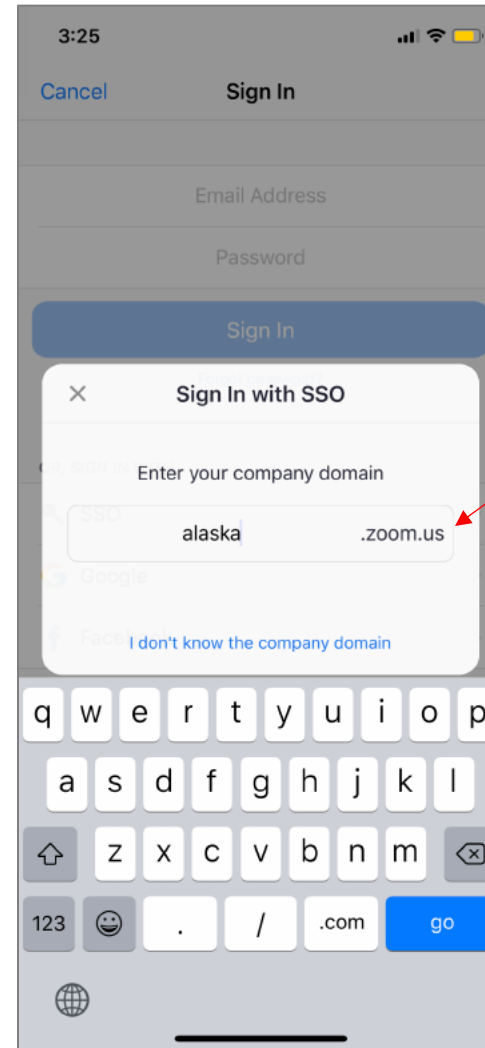 3:25
Cancel Sign In
Email Address
Password
Sign In
Sign In with SSO
Enter your company domain
SSO
alaska .zoom.us
Google
I don't know the company domain
q w e r t y u i o p
a s d f g h j k l
z x c v b n m
123 . / .com go